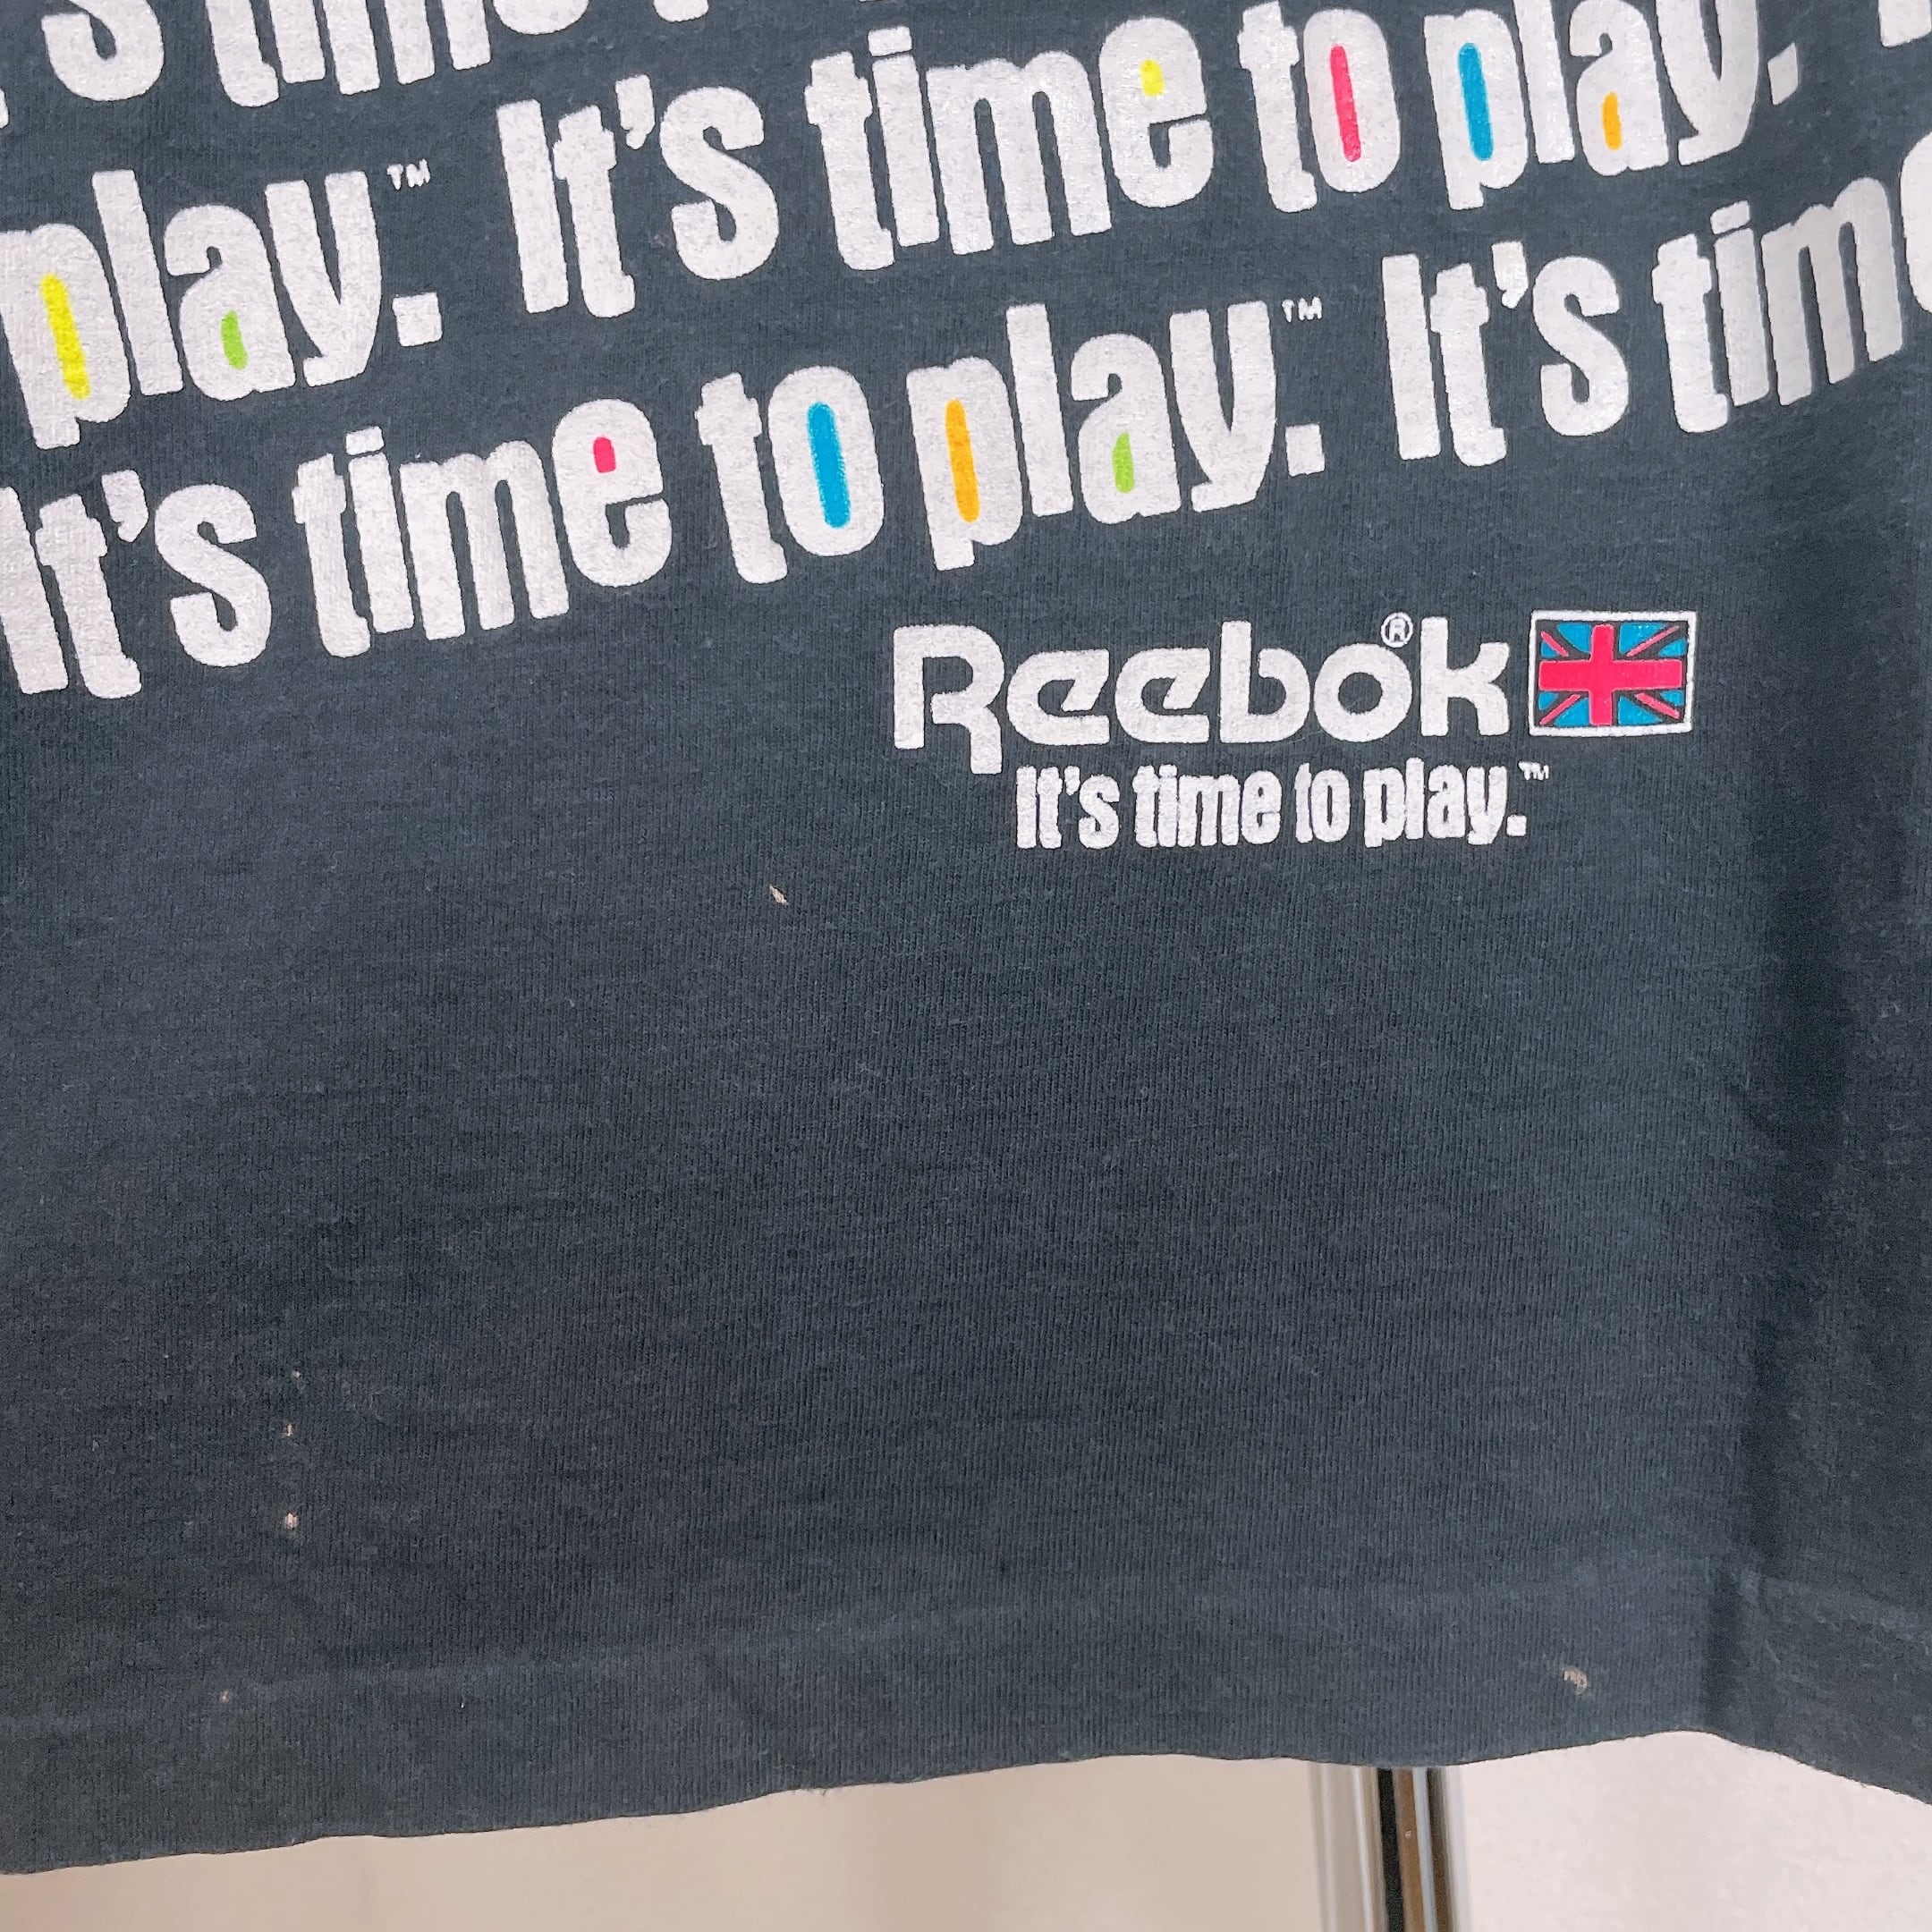 's time
play.™ It's time to play.
It's time to play.™ It's time
Reebok®
It's time to play.™